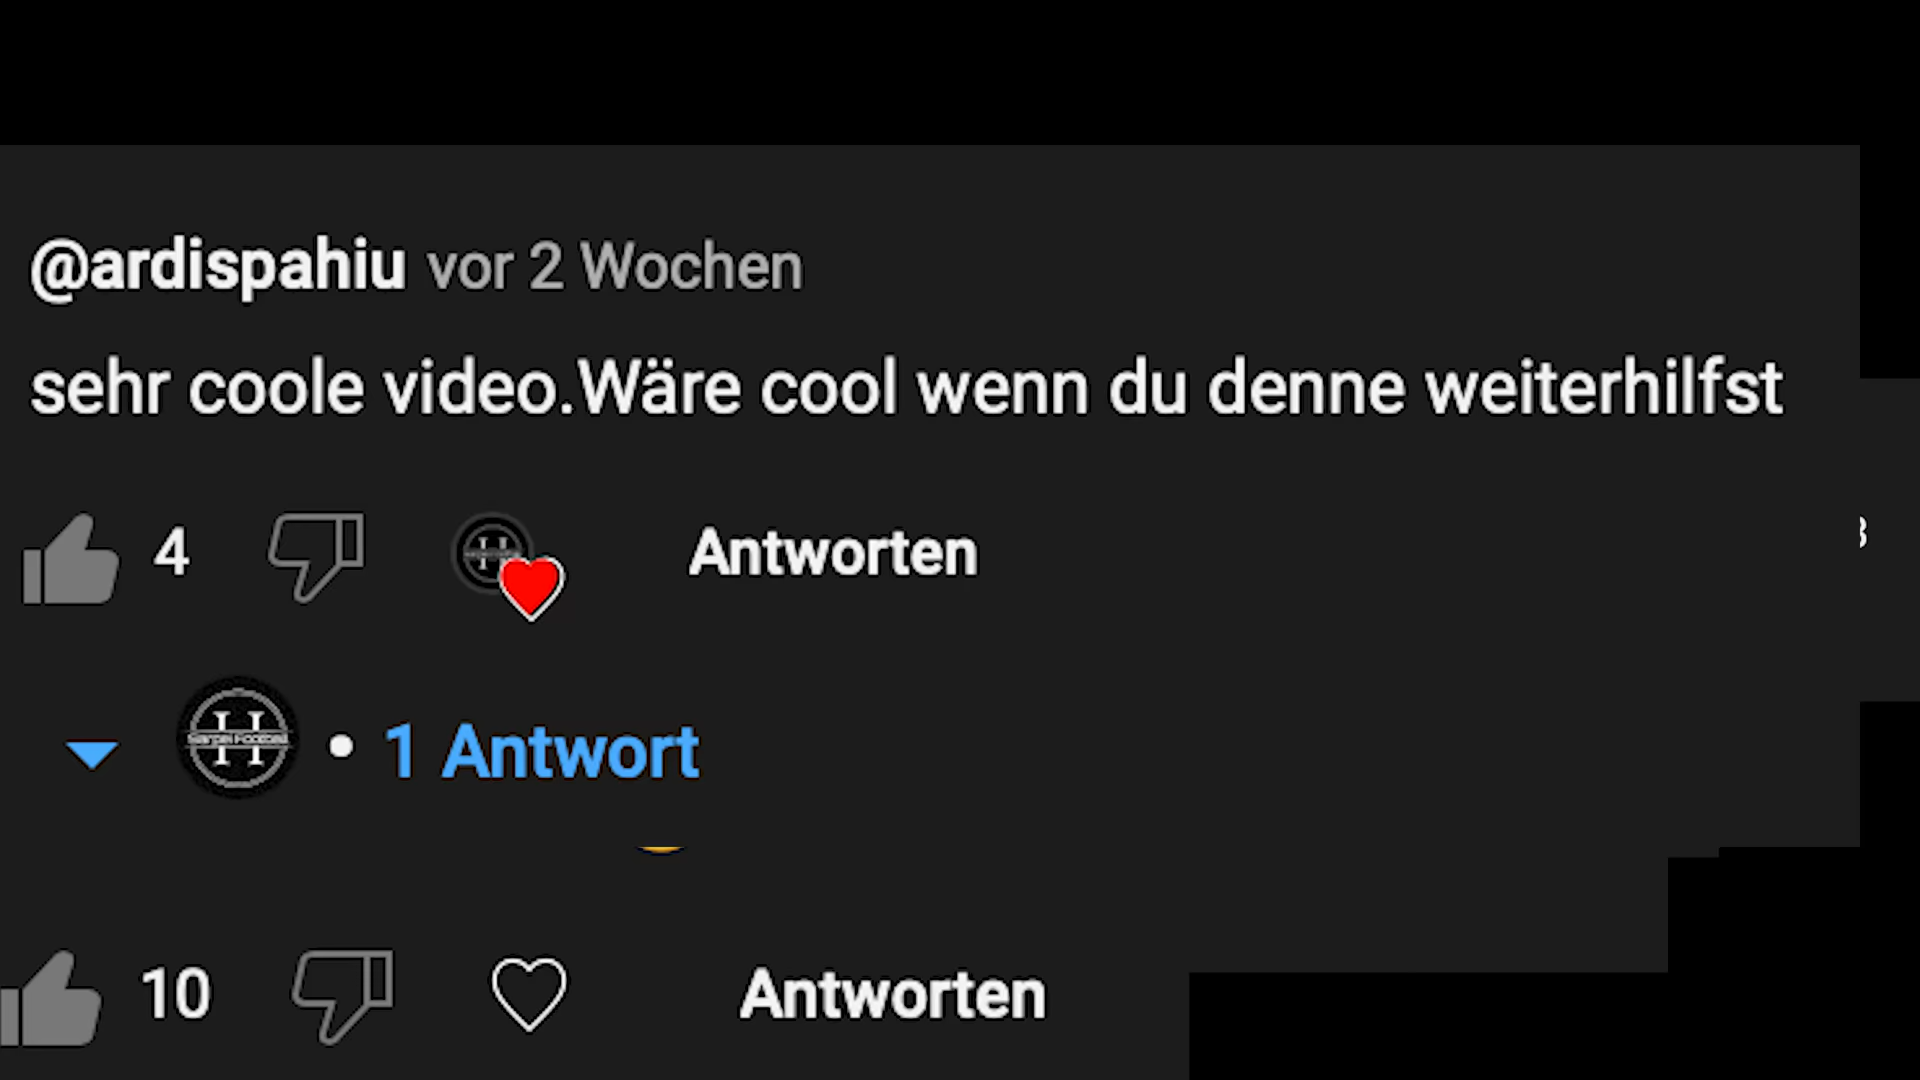 @ardispahiu vor 2 Wochen
sehr coole video.Wäre cool wenn du denne weiterhilfst
4 Antworten
1 Antwort
10 Antworten